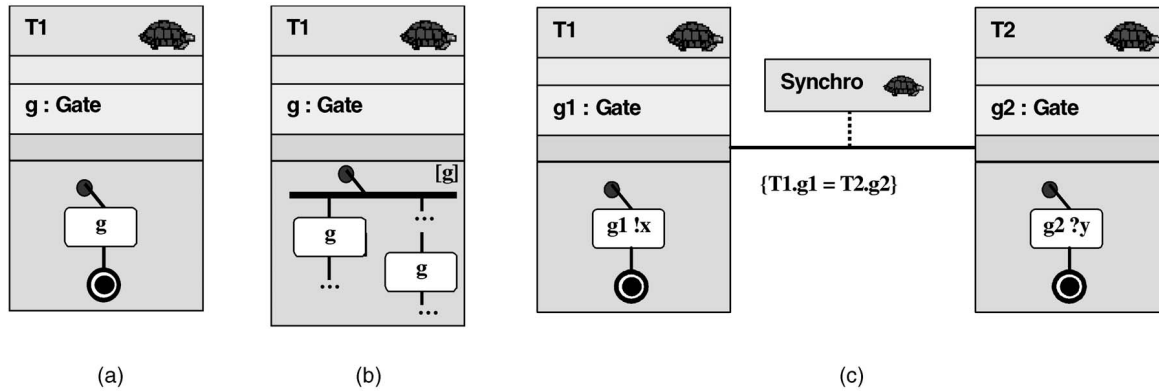 T1
g : Gate
g
(a)
T1
g : Gate
[g]
g
...
...
g
...
(b)
T1
g1 : Gate
g1 !x
Synchro
{T1.g1 = T2.g2}
T2
g2 : Gate
g2 ?y
(c)